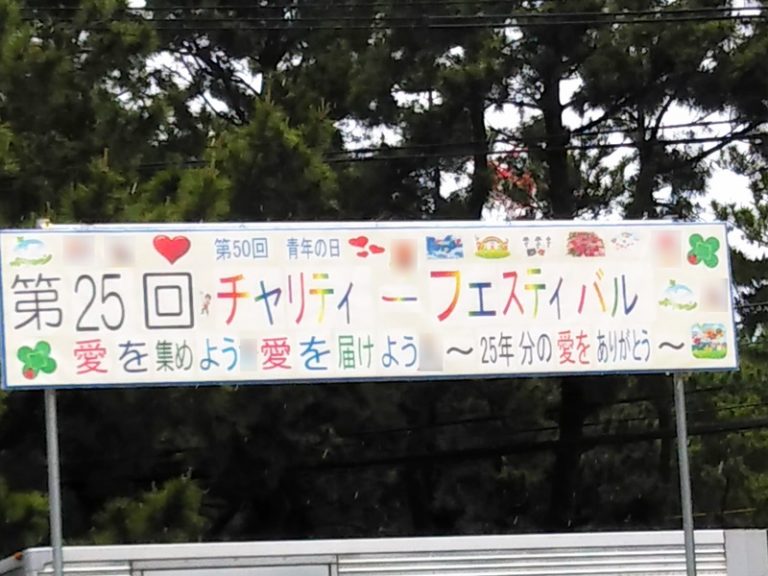 第50回 青年の日
第25回 チャリティーフェスティバル
愛を集めよう 愛を届けよう ～25年分の愛をありがとう～